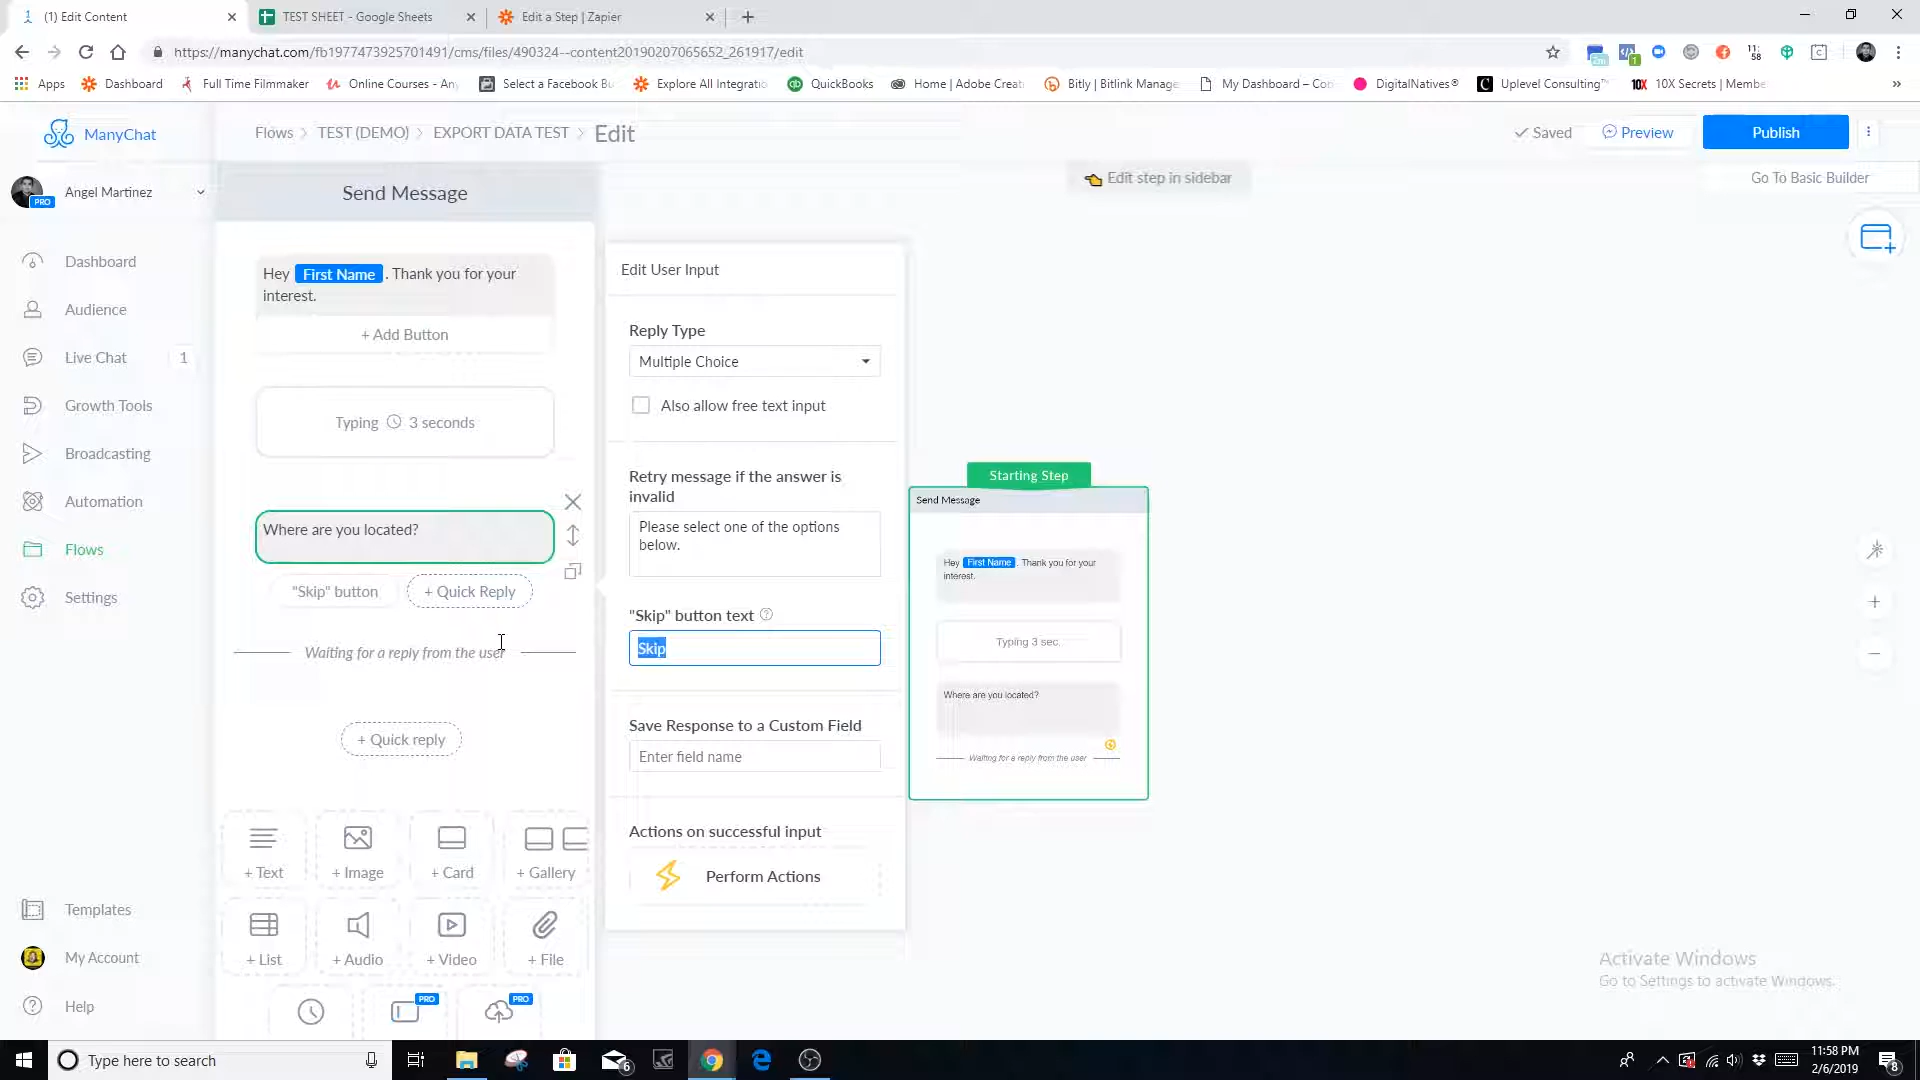 (1) Edit Content
TEST SHEET - Google Sheets
Edit a Step | Zapier
https://manychat.com/fb1977473925701491/cms/files/490324--content20190207065652_261917/edit
Apps
Dashboard
Full Time Filmmaker
Online Courses - An
Select a Facebook Bu
Explore All Integratio
QuickBooks
Home | Adobe Creati
Bitly | Bitlink Manage
My Dashboard – Con
DigitalNatives®
Uplevel Consulting™
10X Secrets | Membe
ManyChat
Flows
TEST (DEMO)
EXPORT DATA TEST
Edit
Saved
Preview
Publish
Angel Martinez
PRO
Send Message
Edit step in sidebar
Go To Basic Builder
Dashboard
Audience
Live Chat 1
Growth Tools
Broadcasting
Automation
Flows
Settings
Templates
My Account
Help
Hey First Name . Thank you for your
interest.
+ Add Button
Typing 3 seconds
Where are you located?
"Skip" button
+ Quick Reply
Waiting for a reply from the user
+ Quick reply
+ Text
+ Image
+ Card
+ Gallery
+ List
+ Audio
+ Video
+ File
PRO
PRO
Edit User Input
Reply Type
Multiple Choice
Also allow free text input
Retry message if the answer is
invalid
Please select one of the options
below.
"Skip" button text
Skip
Save Response to a Custom Field
Enter field name
Actions on successful input
Perform Actions
Starting Step
Send Message
Hey First Name . Thank you for your
interest.
Typing 3 sec.
Where are you located?
Waiting for a reply from the user
Activate Windows
Go to Settings to activate Windows.
Type here to search
6
11:58 PM
2/6/2019
8